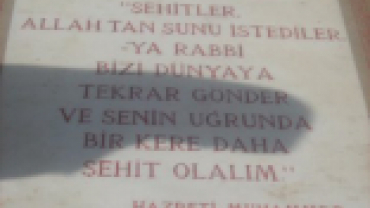 "ŞEHİTLER,
ALLAH TAN ŞUNU İSTEDİLER.
-YA RABBİ
BİZİ DÜNYAYA
TEKRAR GÖNDER
VE SENİN UĞRUNDA
BİR KERE DAHA
ŞEHİT OLALIM."
HAZRETİ MUHAMMED